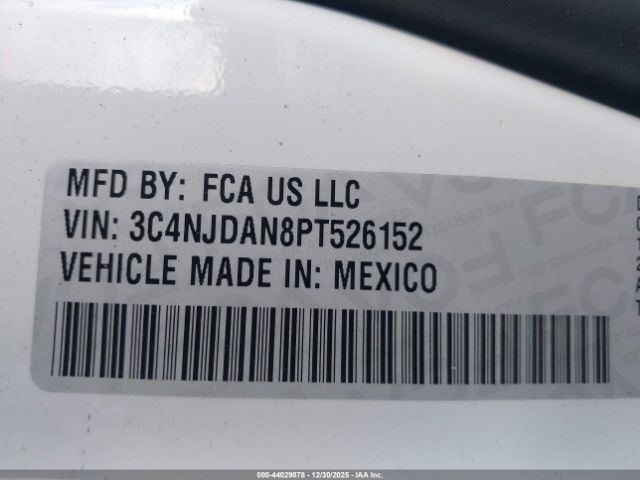 MFD BY: FCA US LLC
VIN: 3C4NJDAN8PT526152
VEHICLE MADE IN: MEXICO
000-44029878 • 12/30/2025 • IAA Inc.